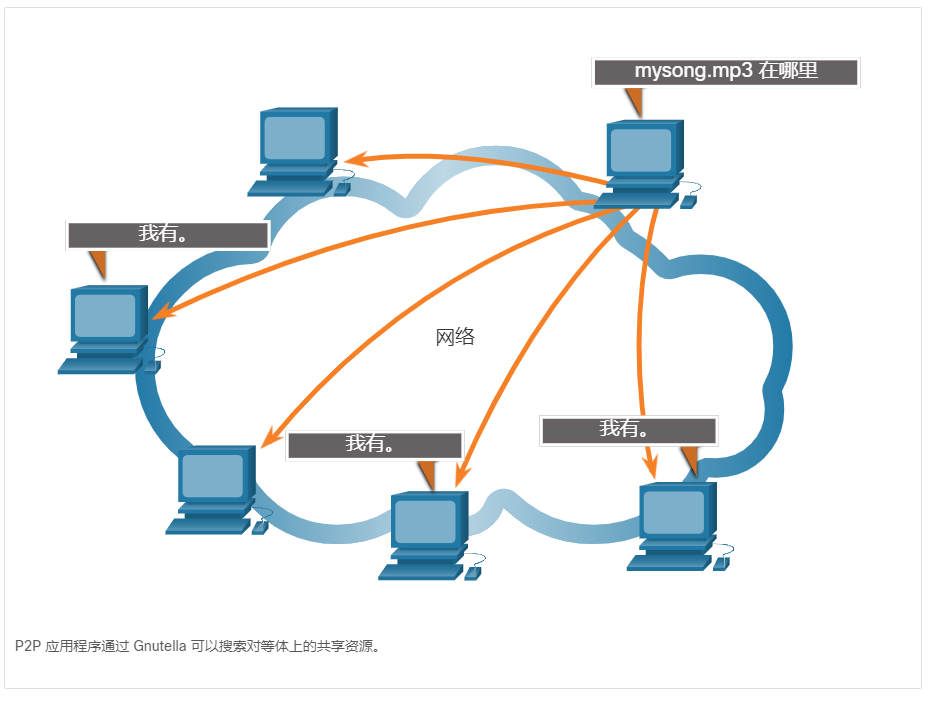 mysong.mp3 在哪里
我有。
网络
我有。
我有。
P2P 应用程序通过 Gnutella 可以搜索对等体上的共享资源。